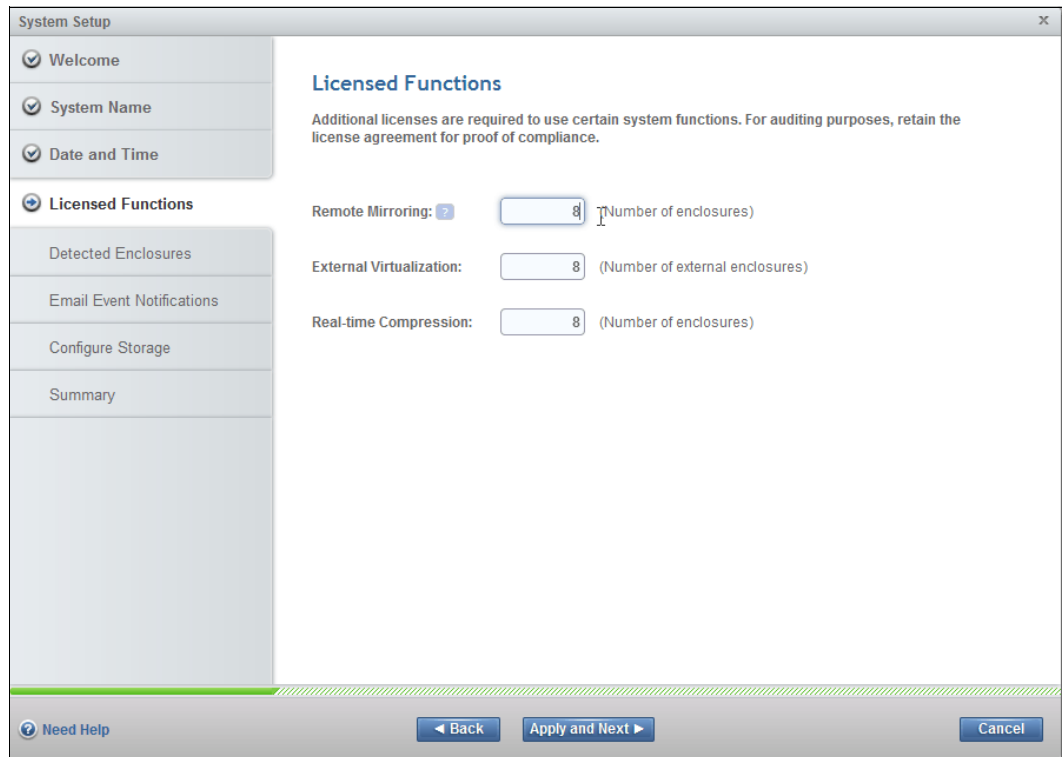 System Setup
x
Welcome
System Name
Date and Time
Licensed Functions
Detected Enclosures
Email Event Notifications
Configure Storage
Summary
Licensed Functions
Additional licenses are required to use certain system functions. For auditing purposes, retain the
license agreement for proof of compliance.
Remote Mirroring: ? 8 (Number of enclosures)
External Virtualization: 8 (Number of external enclosures)
Real-time Compression: 8 (Number of enclosures)
? Need Help
◄ Back
Apply and Next ►
Cancel